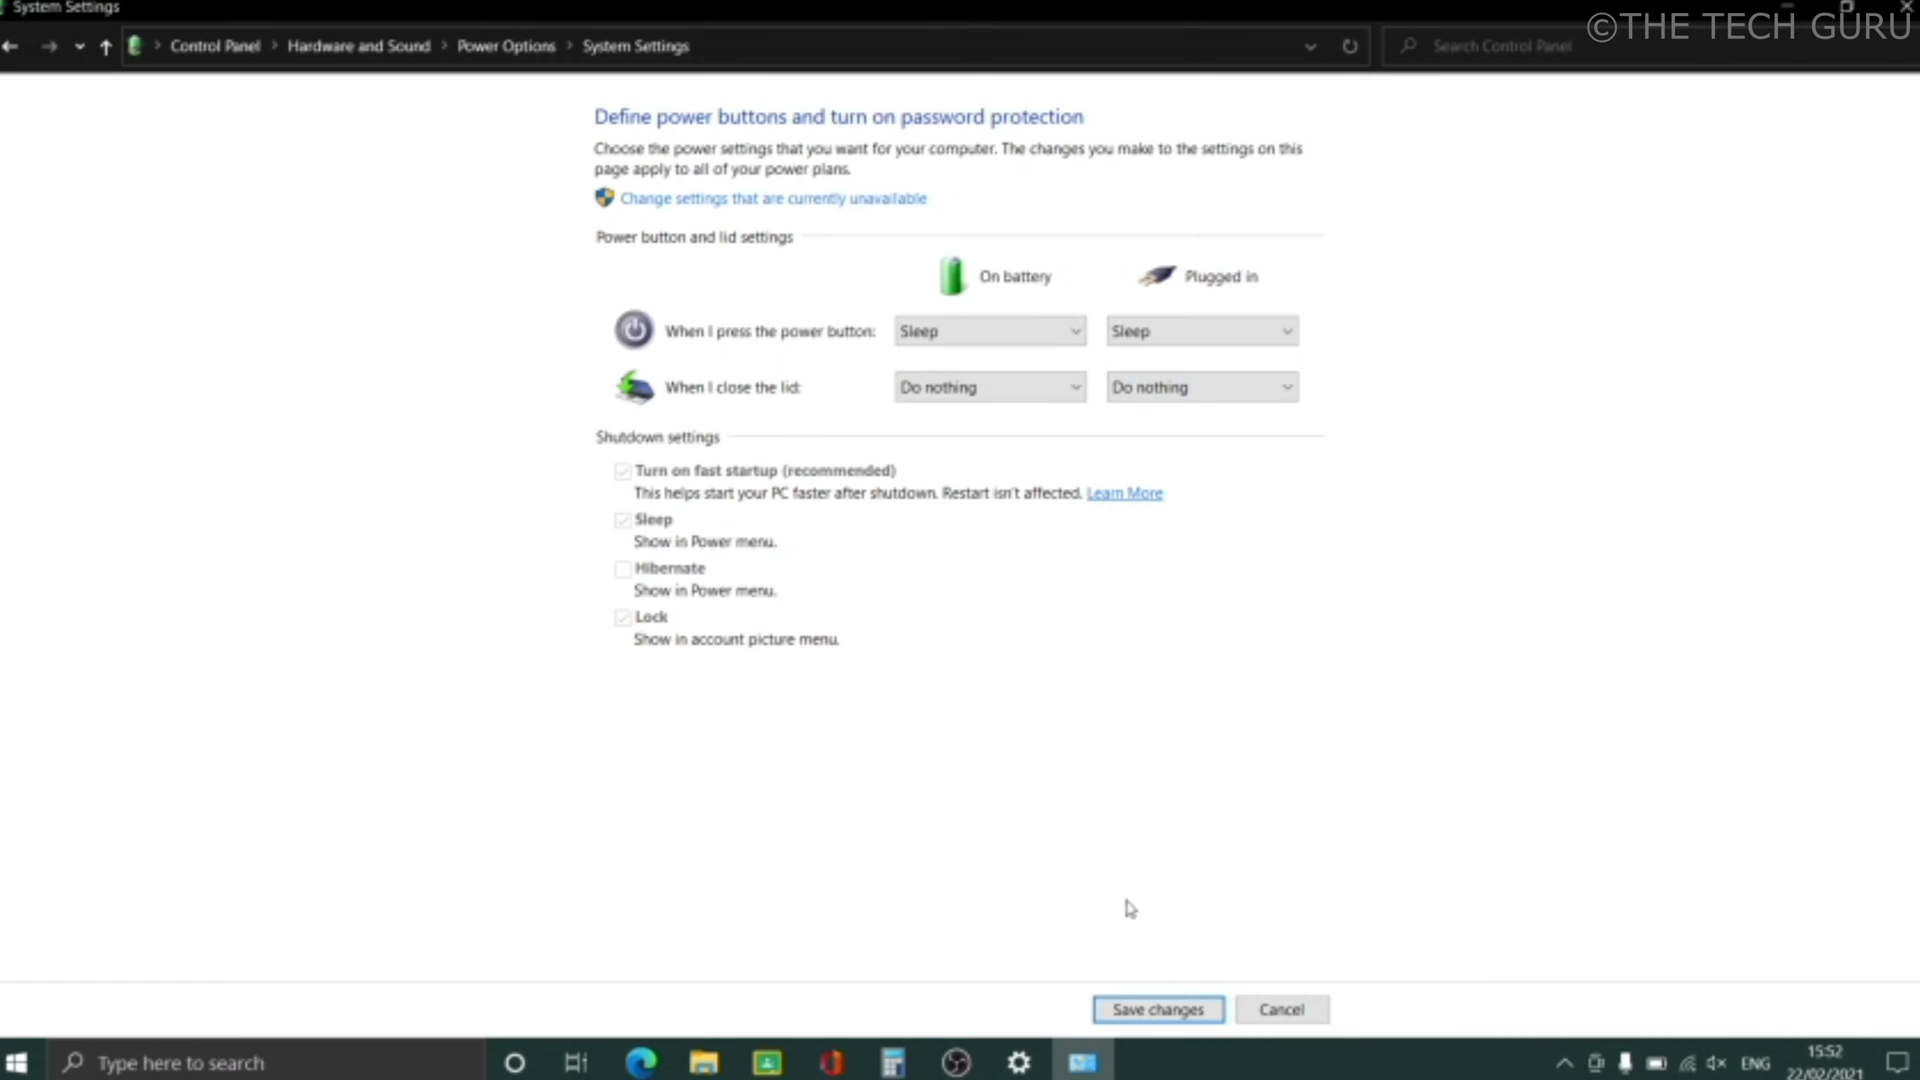 System Settings
©THE TECH GURU
Control Panel > Hardware and Sound > Power Options > System Settings
Search Control Panel
Define power buttons and turn on password protection
Choose the power settings that you want for your computer. The changes you make to the settings on this
page apply to all of your power plans.
Change settings that are currently unavailable
Power button and lid settings
On battery
Plugged in
When I press the power button: Sleep Sleep
When I close the lid: Do nothing Do nothing
Shutdown settings
Turn on fast startup (recommended)
This helps start your PC faster after shutdown. Restart isn't affected. Learn More
Sleep
Show in Power menu.
Hibernate
Show in Power menu.
Lock
Show in account picture menu.
Save changes Cancel
Type here to search
ENG
15:52
22/02/2021